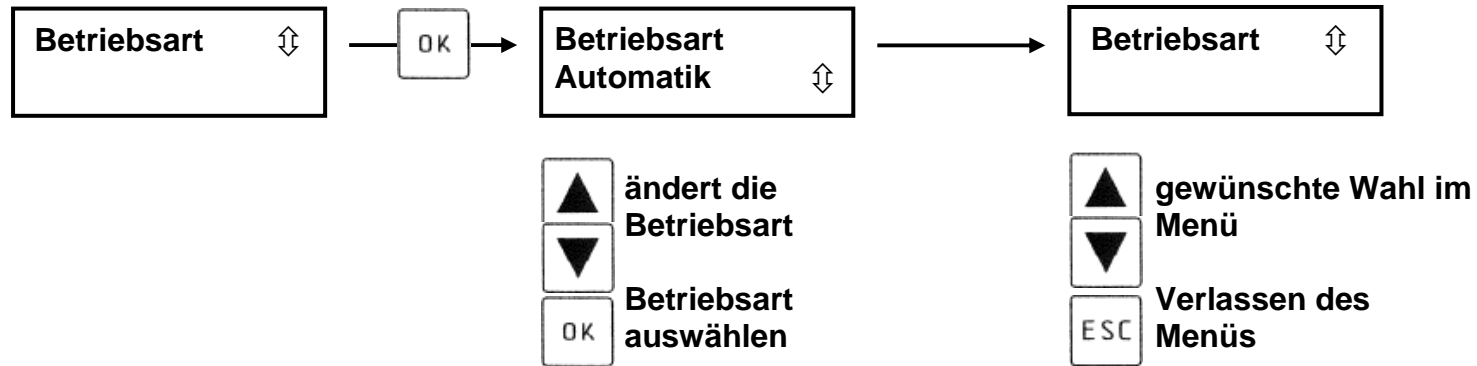 Betriebsart ⇳
OK
Betriebsart
Automatik ⇳
Betriebsart ⇳
▲ ändert die
Betriebsart
▼
Betriebsart
OK auswählen
▲ gewünschte Wahl im
Menü
▼
Verlassen des
ESC Menüs